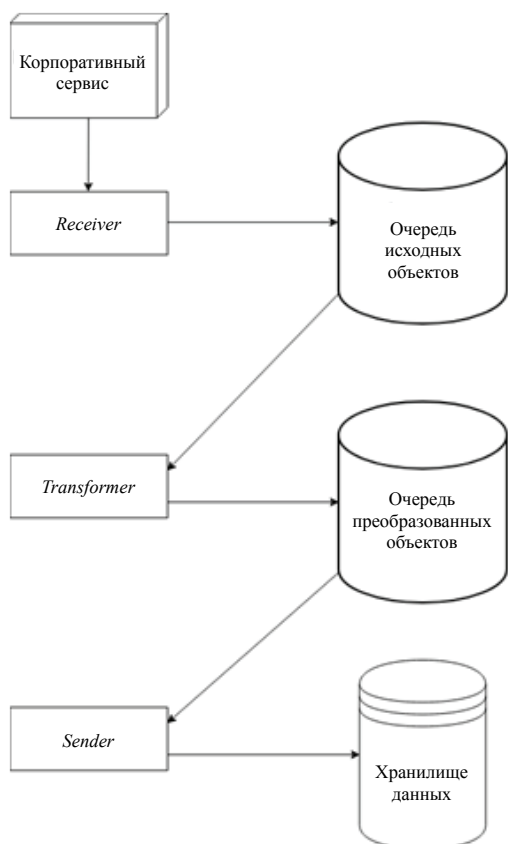 Корпоративный
сервис
Receiver
Очередь
исходных
объектов
Transformer
Очередь
преобразованных
объектов
Sender
Хранилище
данных